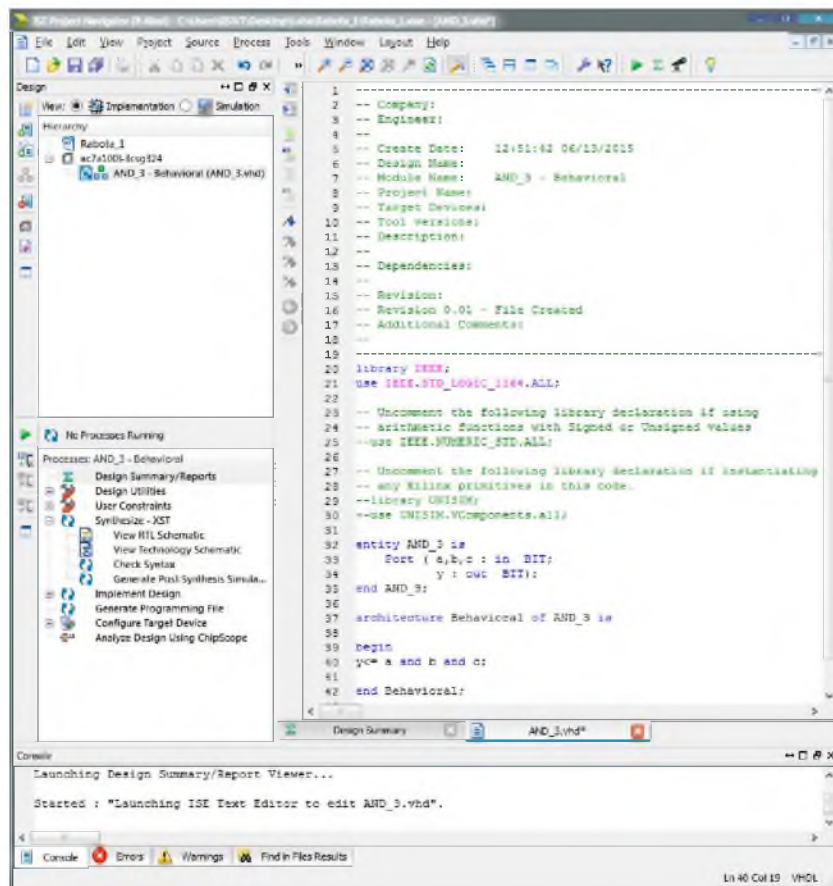 ISE Project Navigator
File Edit View Project Source Process Tools Window Layout Help
Design
View: Implementation Simulation
Hierarchy
Rabota_1
xc7a100t-3csg324
AND_3 - Behavioral (AND_3.vhd)
No Processes Running
Processes: AND_3 - Behavioral
Design Summary/Reports
Design Utilities
User Constraints
Synthesize - XST
View RTL Schematic
View Technology Schematic
Check Syntax
Generate Post-Synthesis Simula...
Implement Design
Generate Programming File
Configure Target Device
Analyze Design Using ChipScope
1 ----------------------------------------------------------------------------------
2 -- Company:
3 -- Engineer:
4 --
5 -- Create Date: 12:51:42 06/13/2015
6 -- Design Name:
7 -- Module Name: AND_3 - Behavioral
8 -- Project Name:
9 -- Target Devices:
10 -- Tool versions:
11 -- Description:
12 --
13 -- Dependencies:
14 --
15 -- Revision:
16 -- Revision 0.01 - File Created
17 -- Additional Comments:
18 --
19 ----------------------------------------------------------------------------------
20 library IEEE;
21 use IEEE.STD_LOGIC_1164.ALL;
22
23 -- Uncomment the following library declaration if using
24 -- arithmetic functions with Signed or Unsigned values
25 --use IEEE.NUMERIC_STD.ALL;
26
27 -- Uncomment the following library declaration if instantiating
28 -- any Xilinx primitives in this code.
29 --library UNISIM;
30 --use UNISIM.VComponents.all;
31
32 entity AND_3 is
33 Port ( a,b,c : in BIT;
34 y : out BIT);
35 end AND_3;
36
37 architecture Behavioral of AND_3 is
38
39 begin
40 y<= a and b and c;
41
42 end Behavioral;
Design Summary
AND_3.vhd*
Console
Launching Design Summary/Report Viewer...
Started : "Launching ISE Text Editor to edit AND_3.vhd".
Console Errors Warnings Find in Files Results
Ln 40 Col 19 VHDL